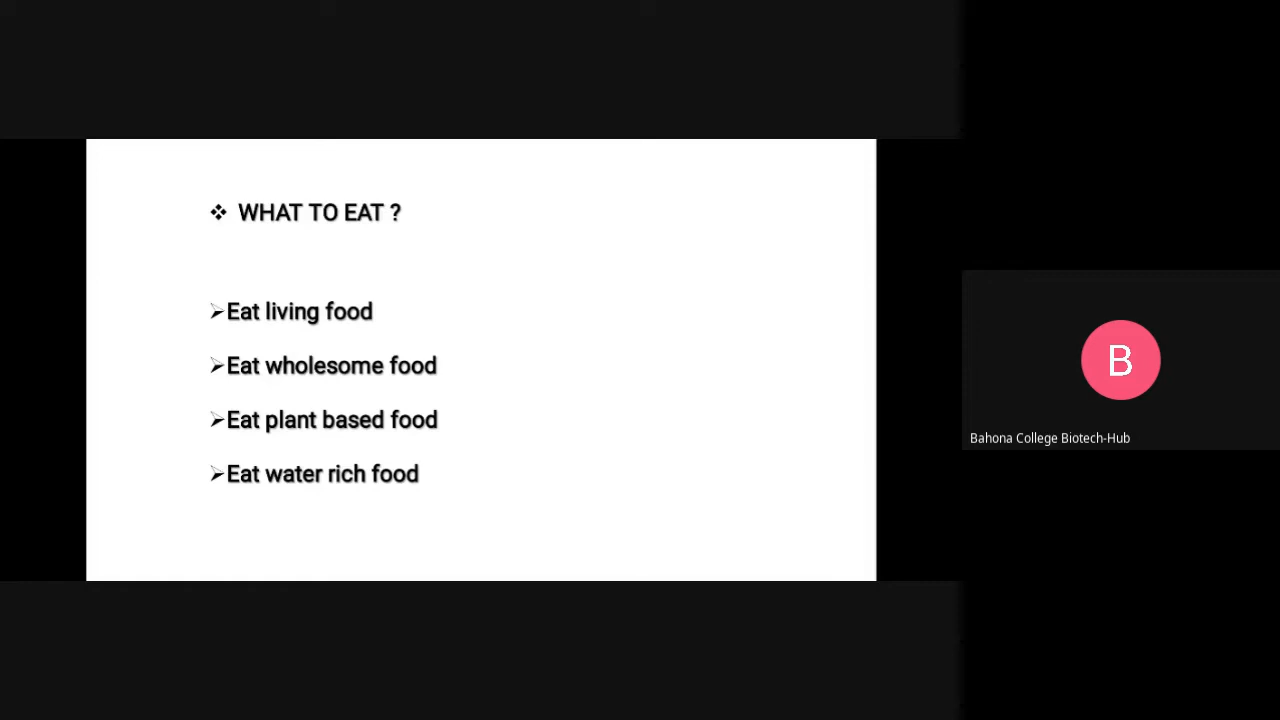 ❖ WHAT TO EAT ?
➢Eat living food
➢Eat wholesome food
➢Eat plant based food
➢Eat water rich food
B
Bahona College Biotech-Hub